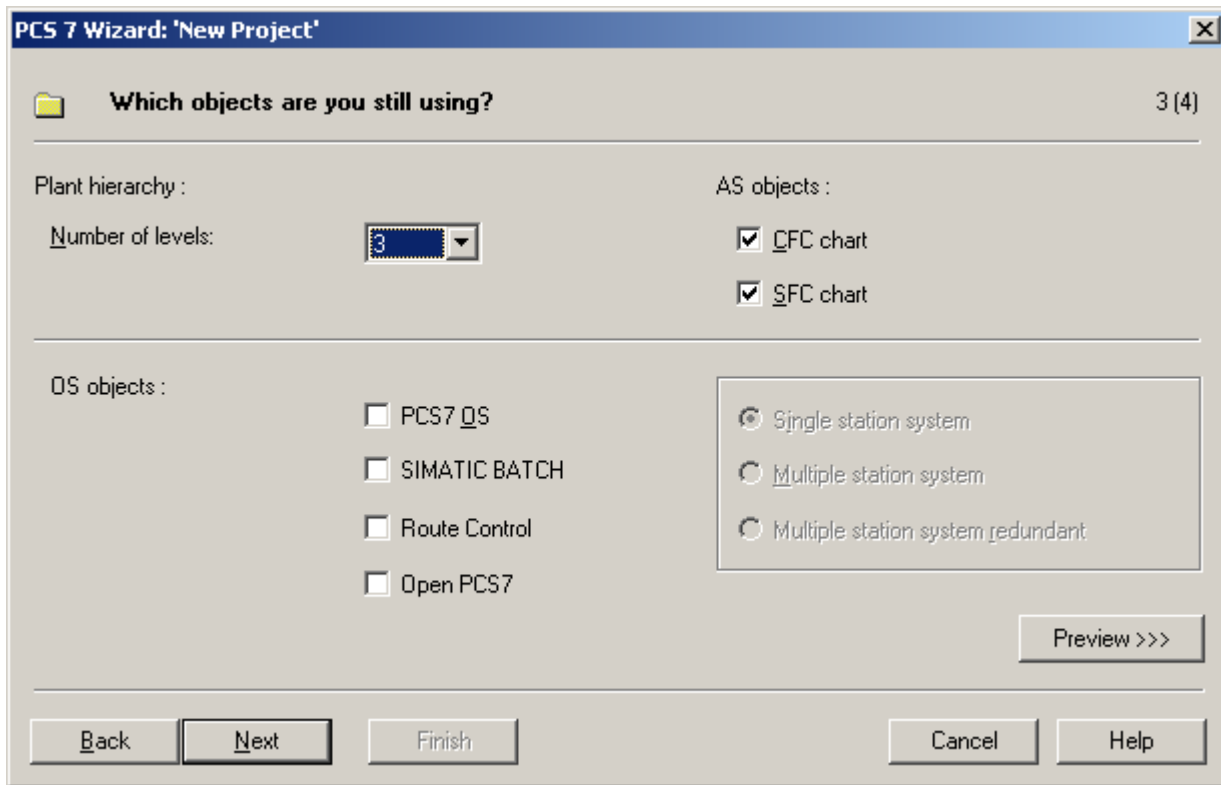 PCS 7 Wizard: 'New Project'
Which objects are you still using?
3 (4)
Plant hierarchy :
AS objects :
Number of levels:
3
CFC chart
SFC chart
OS objects :
PCS7 OS
SIMATIC BATCH
Route Control
Open PCS7
Single station system
Multiple station system
Multiple station system redundant
Preview >>>
Back
Next
Finish
Cancel
Help